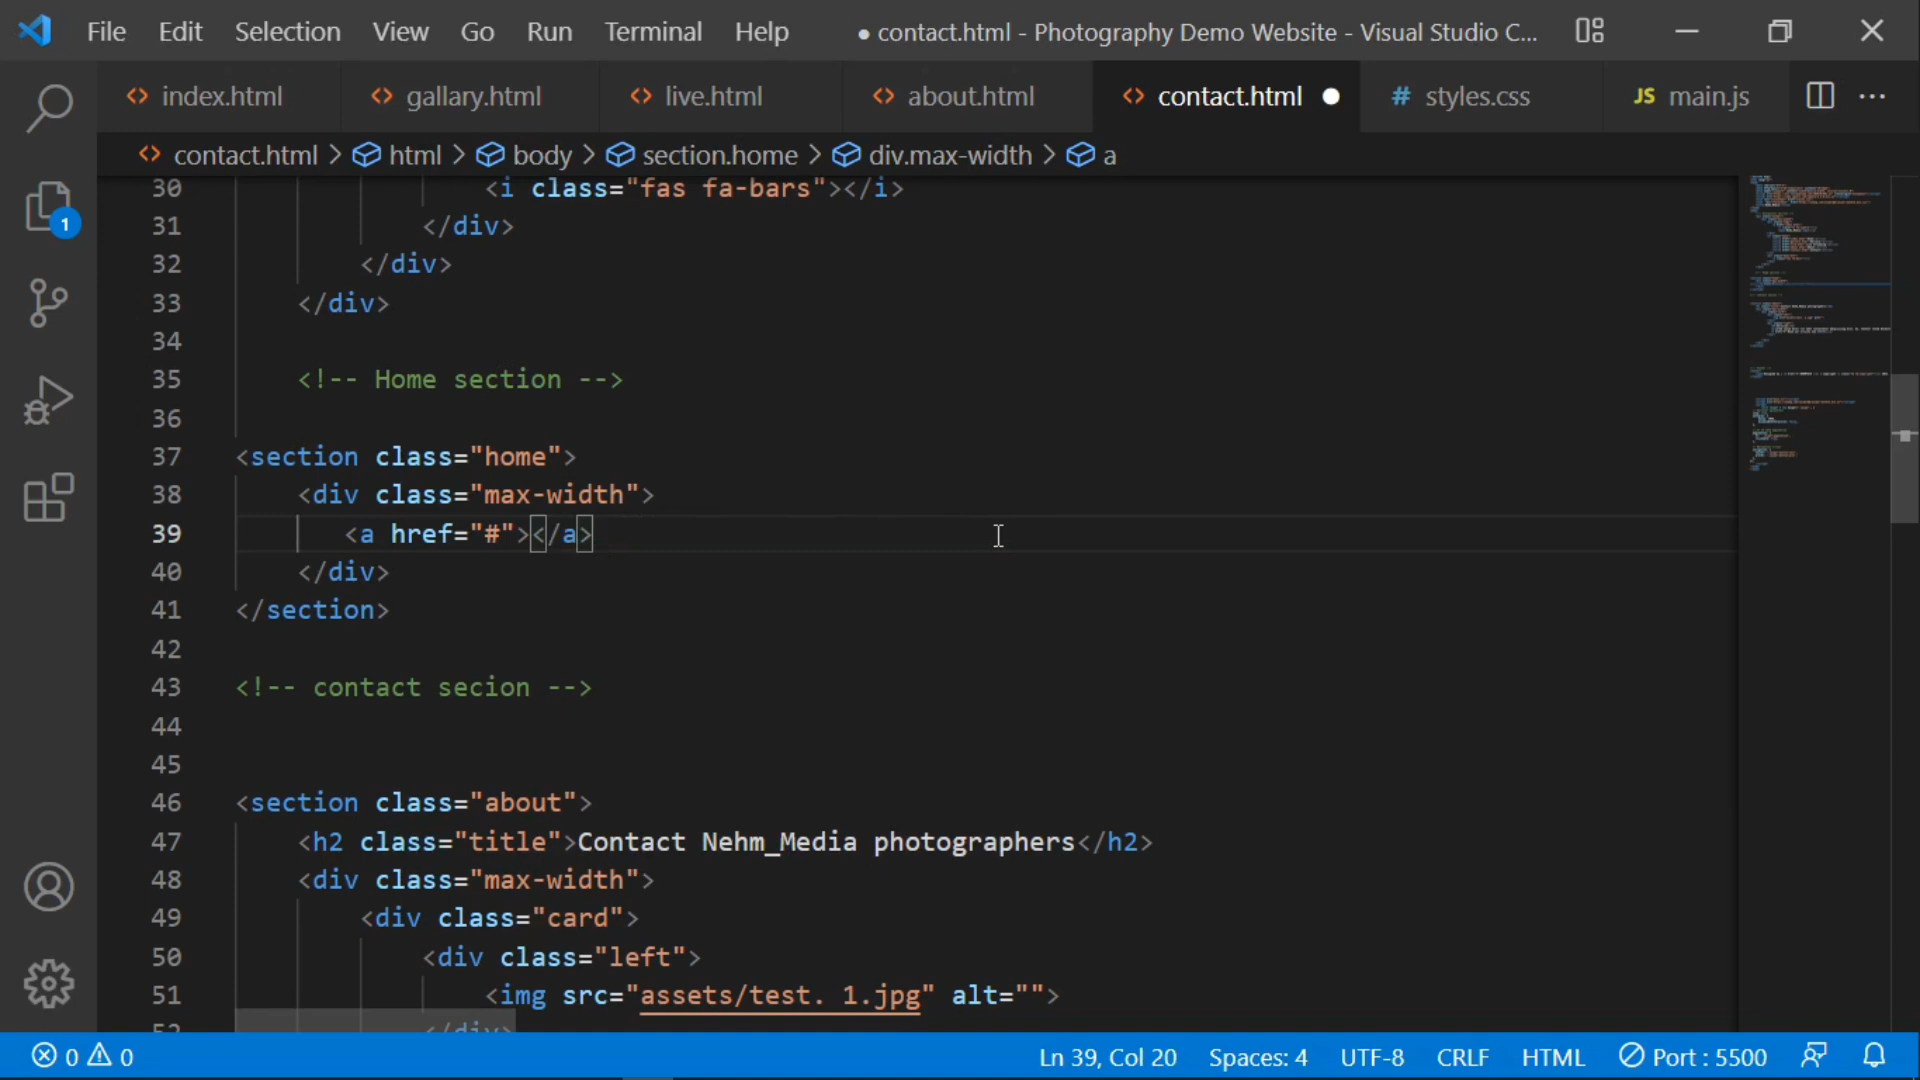 File Edit Selection View Go Run Terminal Help ● contact.html - Photography Demo Website - Visual Studio C...
index.html gallary.html live.html about.html contact.html ● # styles.css JS main.js ...
contact.html > html > body > section.home > div.max-width > a
30 <i class="fas fa-bars"></i>
31 </div>
32 </div>
33 </div>
34
35 <!-- Home section -->
36
37 <section class="home">
38 <div class="max-width">
39 <a href="#"></a>
40 </div>
41 </section>
42
43 <!-- contact secion -->
44
45
46 <section class="about">
47 <h2 class="title">Contact Nehm_Media photographers</h2>
48 <div class="max-width">
49 <div class="card">
50 <div class="left">
51 <img src="assets/test. 1.jpg" alt="">
52 </div>
1
0 0 Ln 39, Col 20 Spaces: 4 UTF-8 CRLF HTML Port : 5500